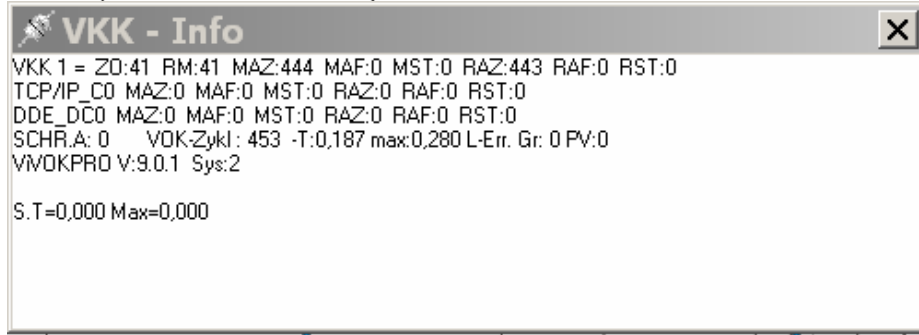 VKK - Info
VKK 1 = ZO:41 RM:41 MAZ:444 MAF:0 MST:0 RAZ:443 RAF:0 RST:0
TCP/IP_C0 MAZ:0 MAF:0 MST:0 RAZ:0 RAF:0 RST:0
DDE_DC0 MAZ:0 MAF:0 MST:0 RAZ:0 RAF:0 RST:0
SCHR.A: 0 VOK-Zykl : 453 -T:0,187 max:0,280 L-Err. Gr: 0 PV:0
ViVOKPRO V:9.0.1 Sys:2
S.T=0,000 Max=0,000